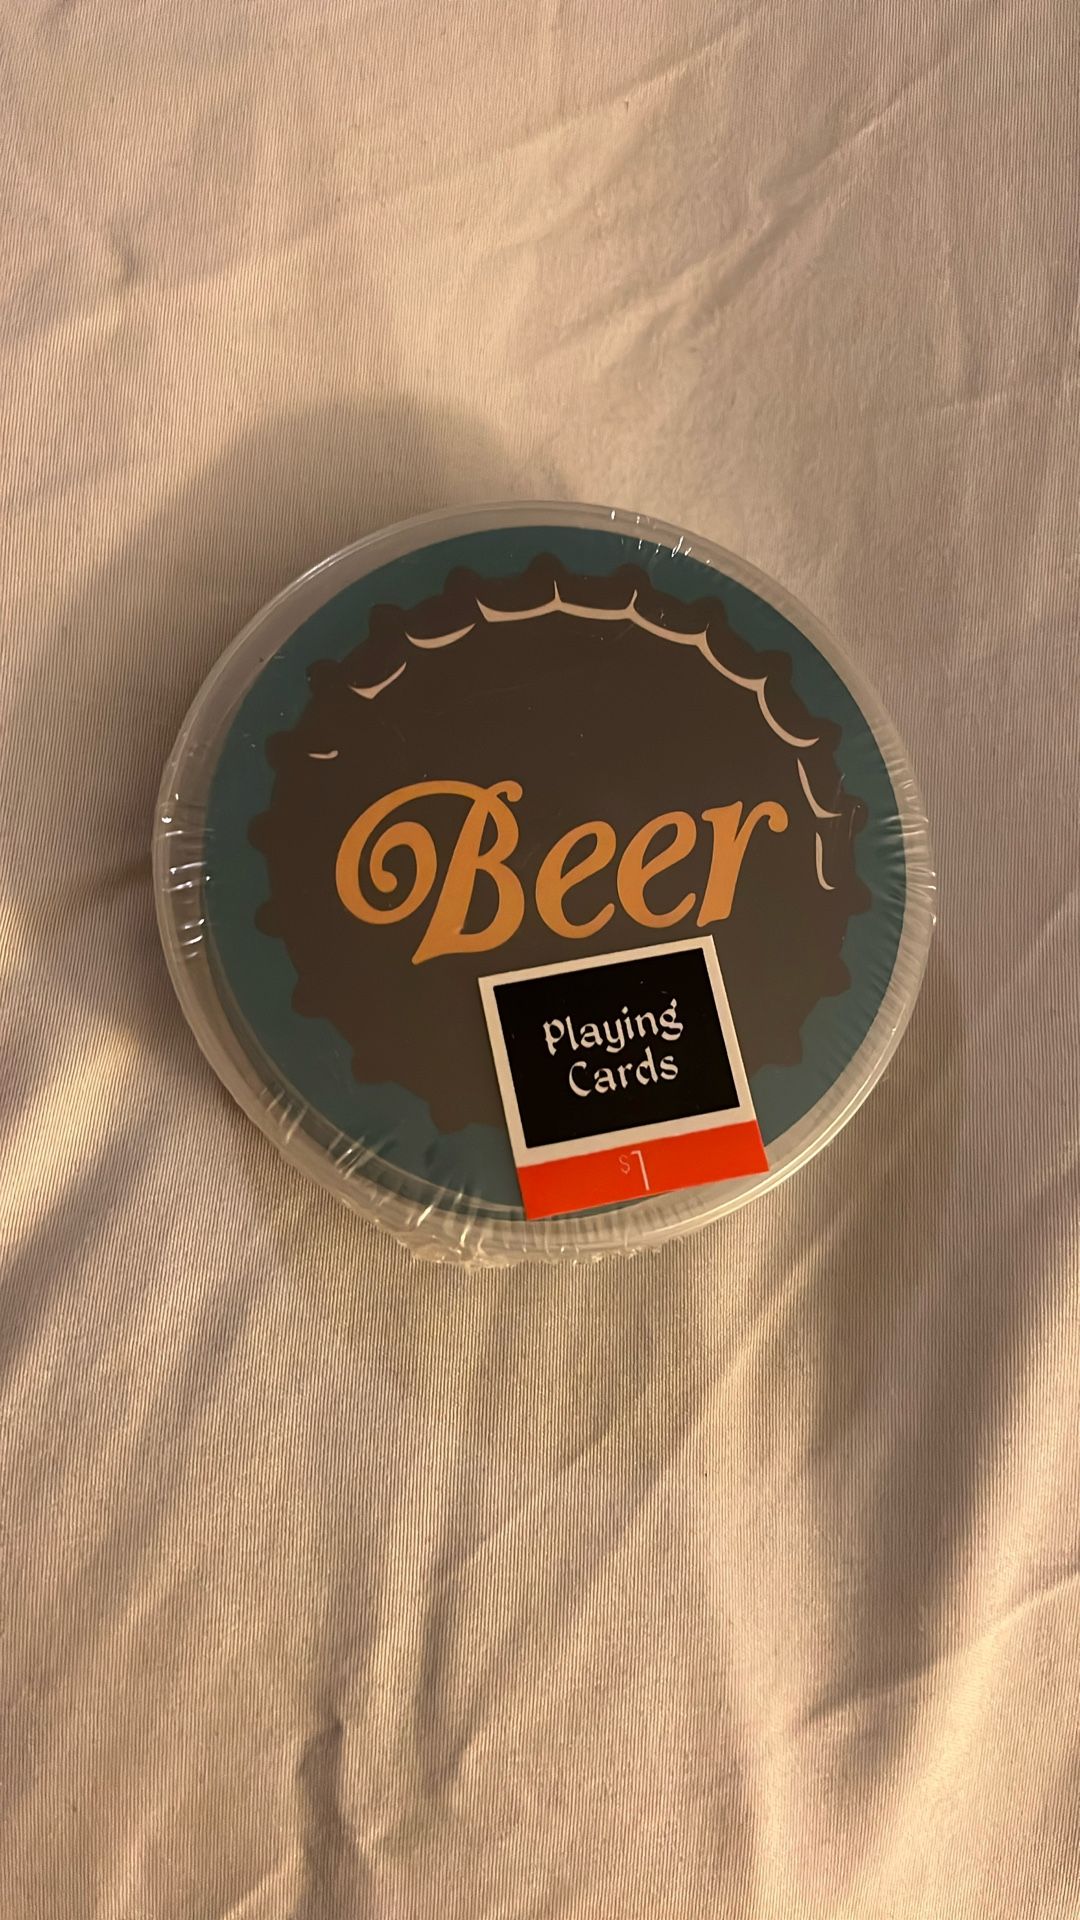 Beer
Playing
Cards
$1